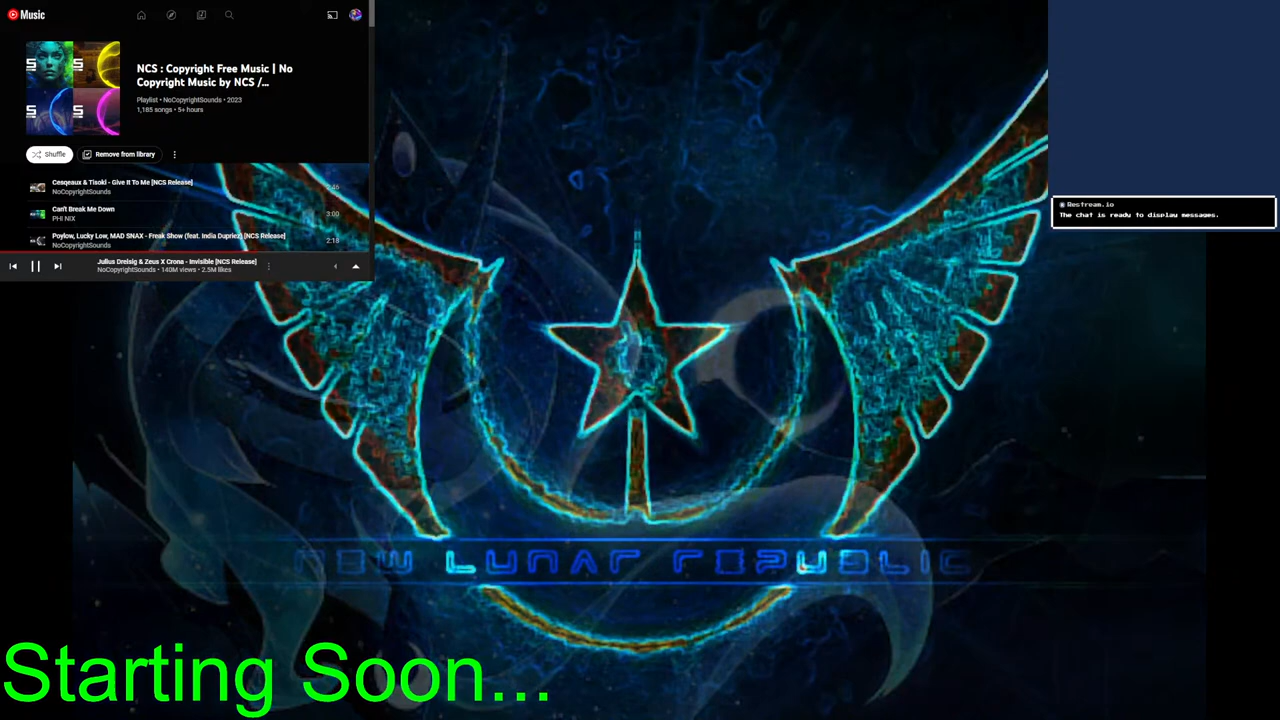 Music
NCS : Copyright Free Music | No
Copyright Music by NCS /...
Playlist • NoCopyrightSounds • 2023
1,185 songs • 5+ hours
Shuffle
Remove from library
Cesqeaux & Tisoki - Give It To Me [NCS Release]
NoCopyrightSounds
2:46
Can't Break Me Down
PHI NIX
3:00
Poylow, Lucky Low, MAD SNAX - Freak Show (feat. India Dupriez) [NCS Release]
NoCopyrightSounds
2:18
Julius Dreisig & Zeus X Crona - Invisible [NCS Release]
NoCopyrightSounds • 140M views • 2.5M likes
Restream.io
The chat is ready to display messages.
NEW LUNAR REPUBLIC
Starting Soon...